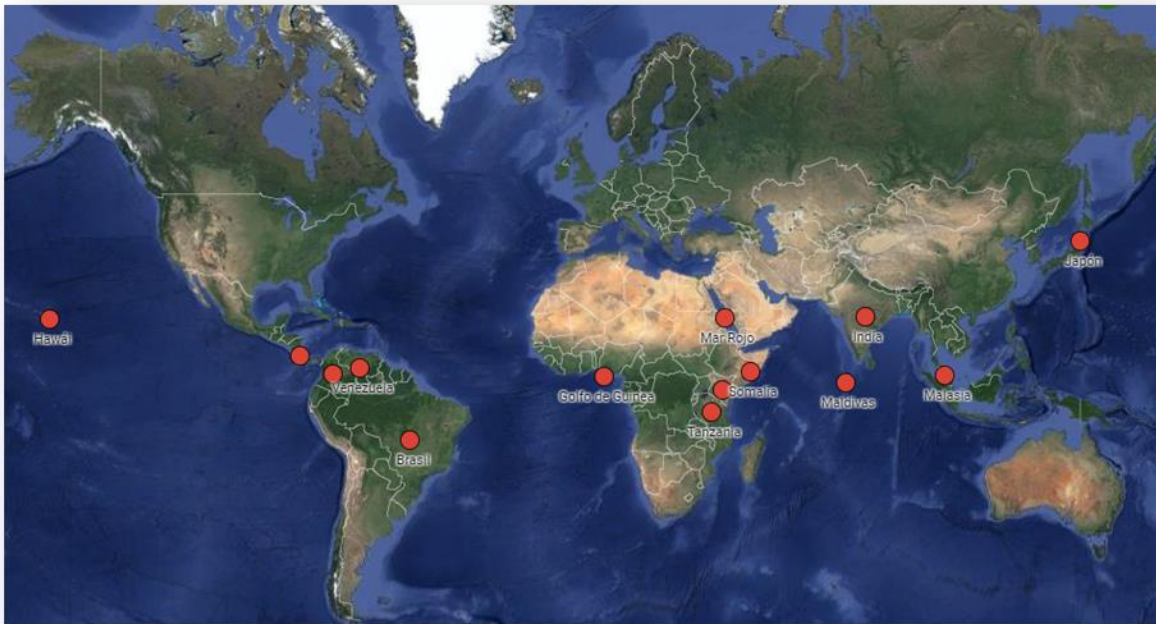 Japón
Hawái
Mar Rojo
India
Venezuela
Golfo de Guinea
Somalia
Maldivas
Malasia
Tanzania
Brasil